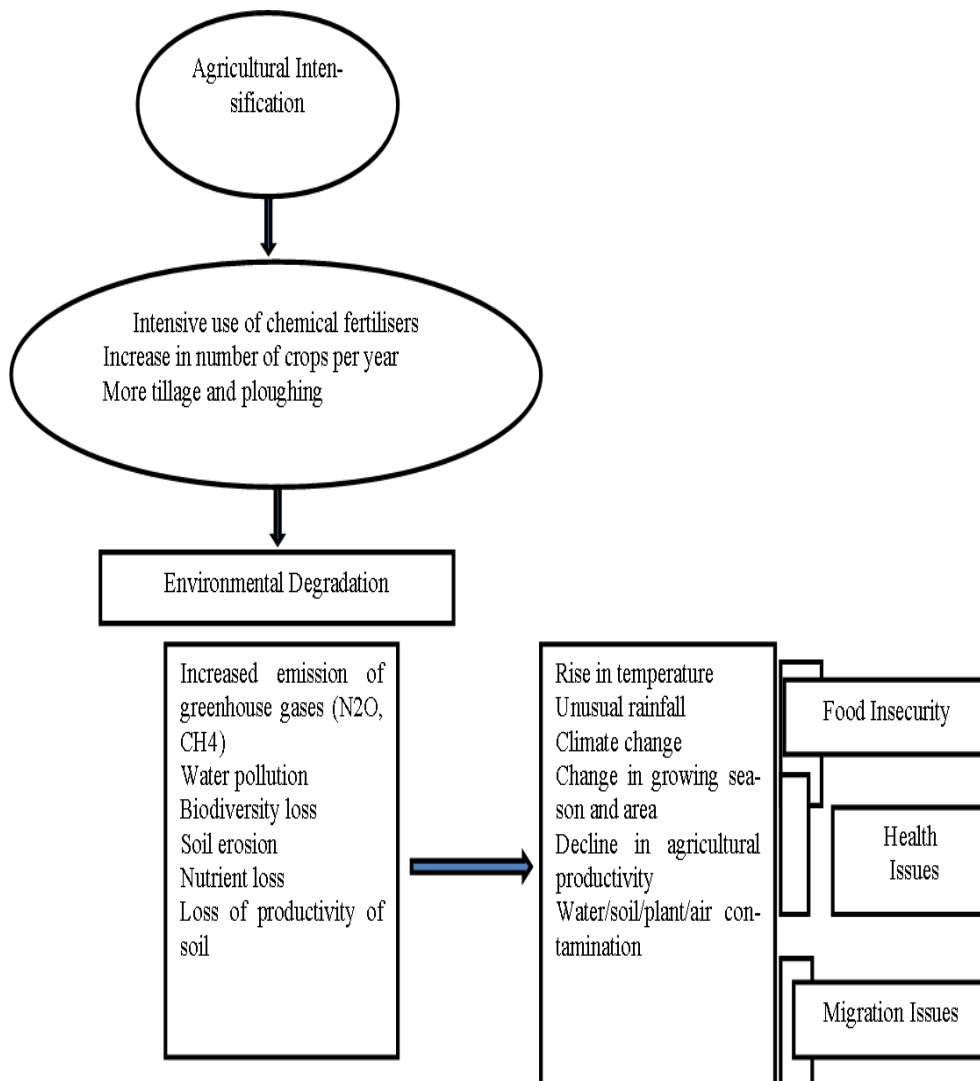 Agricultural Inten-
sification
Intensive use of chemical fertilisers
Increase in number of crops per year
More tillage and ploughing
Environmental Degradation
Increased emission of
greenhouse gases (N2O,
CH4)
Water pollution
Biodiversity loss
Soil erosion
Nutrient loss
Loss of productivity of
soil
Rise in temperature
Unusual rainfall
Climate change
Change in growing sea-
son and area
Decline in agricultural
productivity
Water/soil/plant/air con-
tamination
Food Insecurity
Health
Issues
Migration Issues